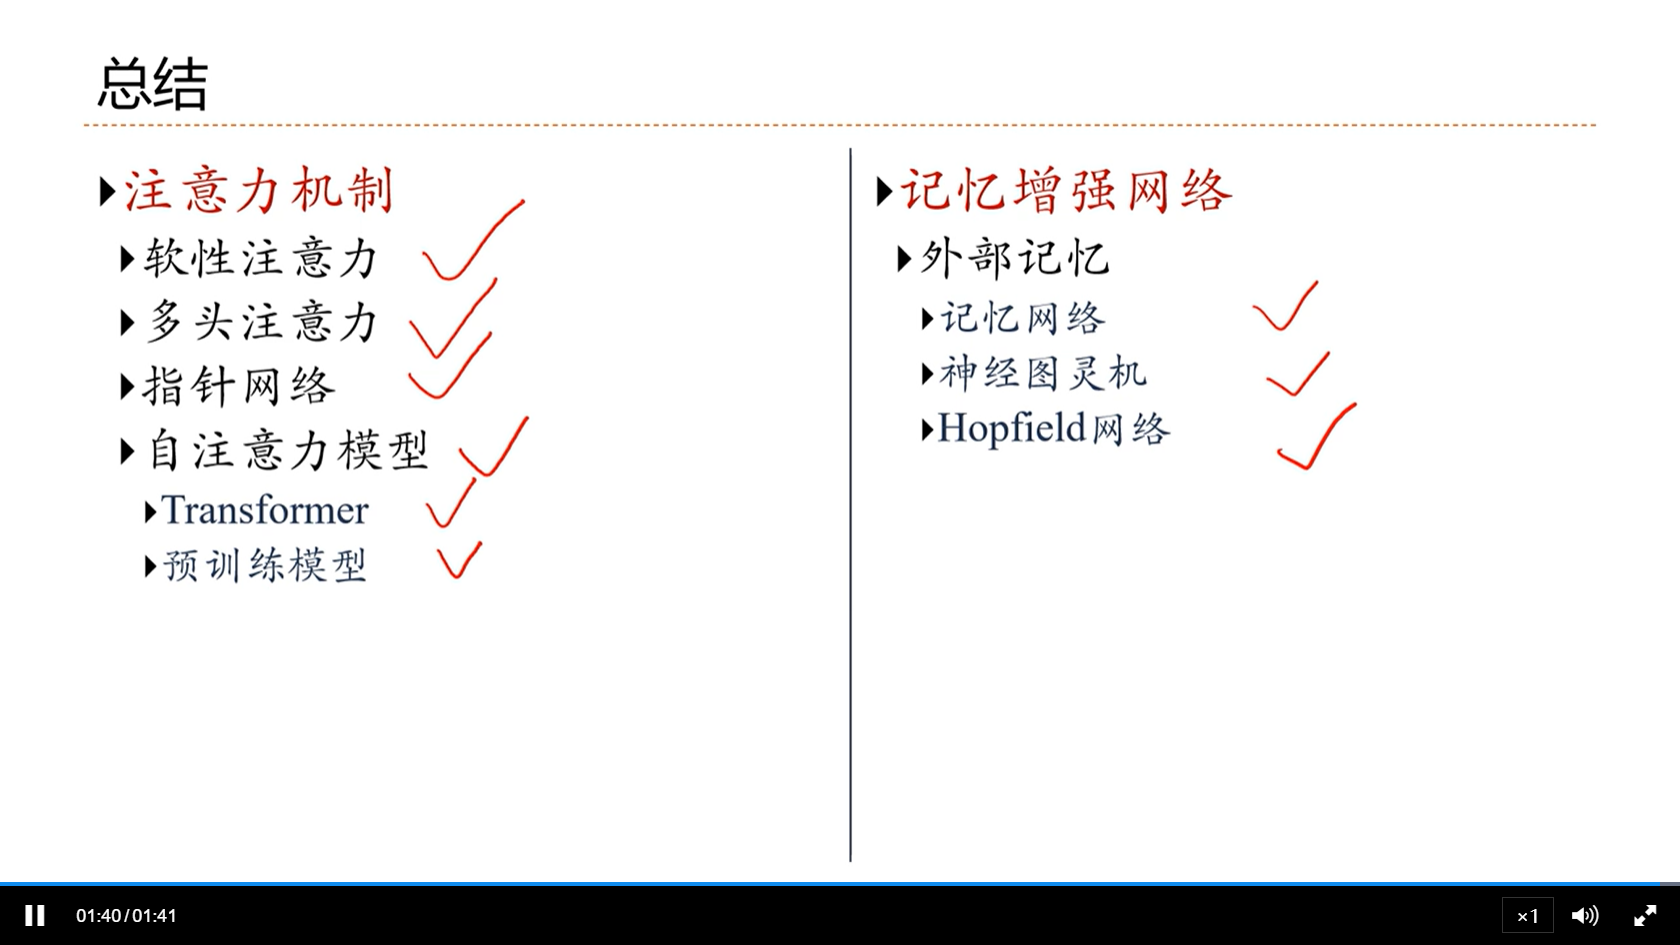 总结
注意力机制
软性注意力
多头注意力
指针网络
自注意力模型
Transformer
预训练模型
记忆增强网络
外部记忆
记忆网络
神经图灵机
Hopfield网络
01:40/01:41
×1